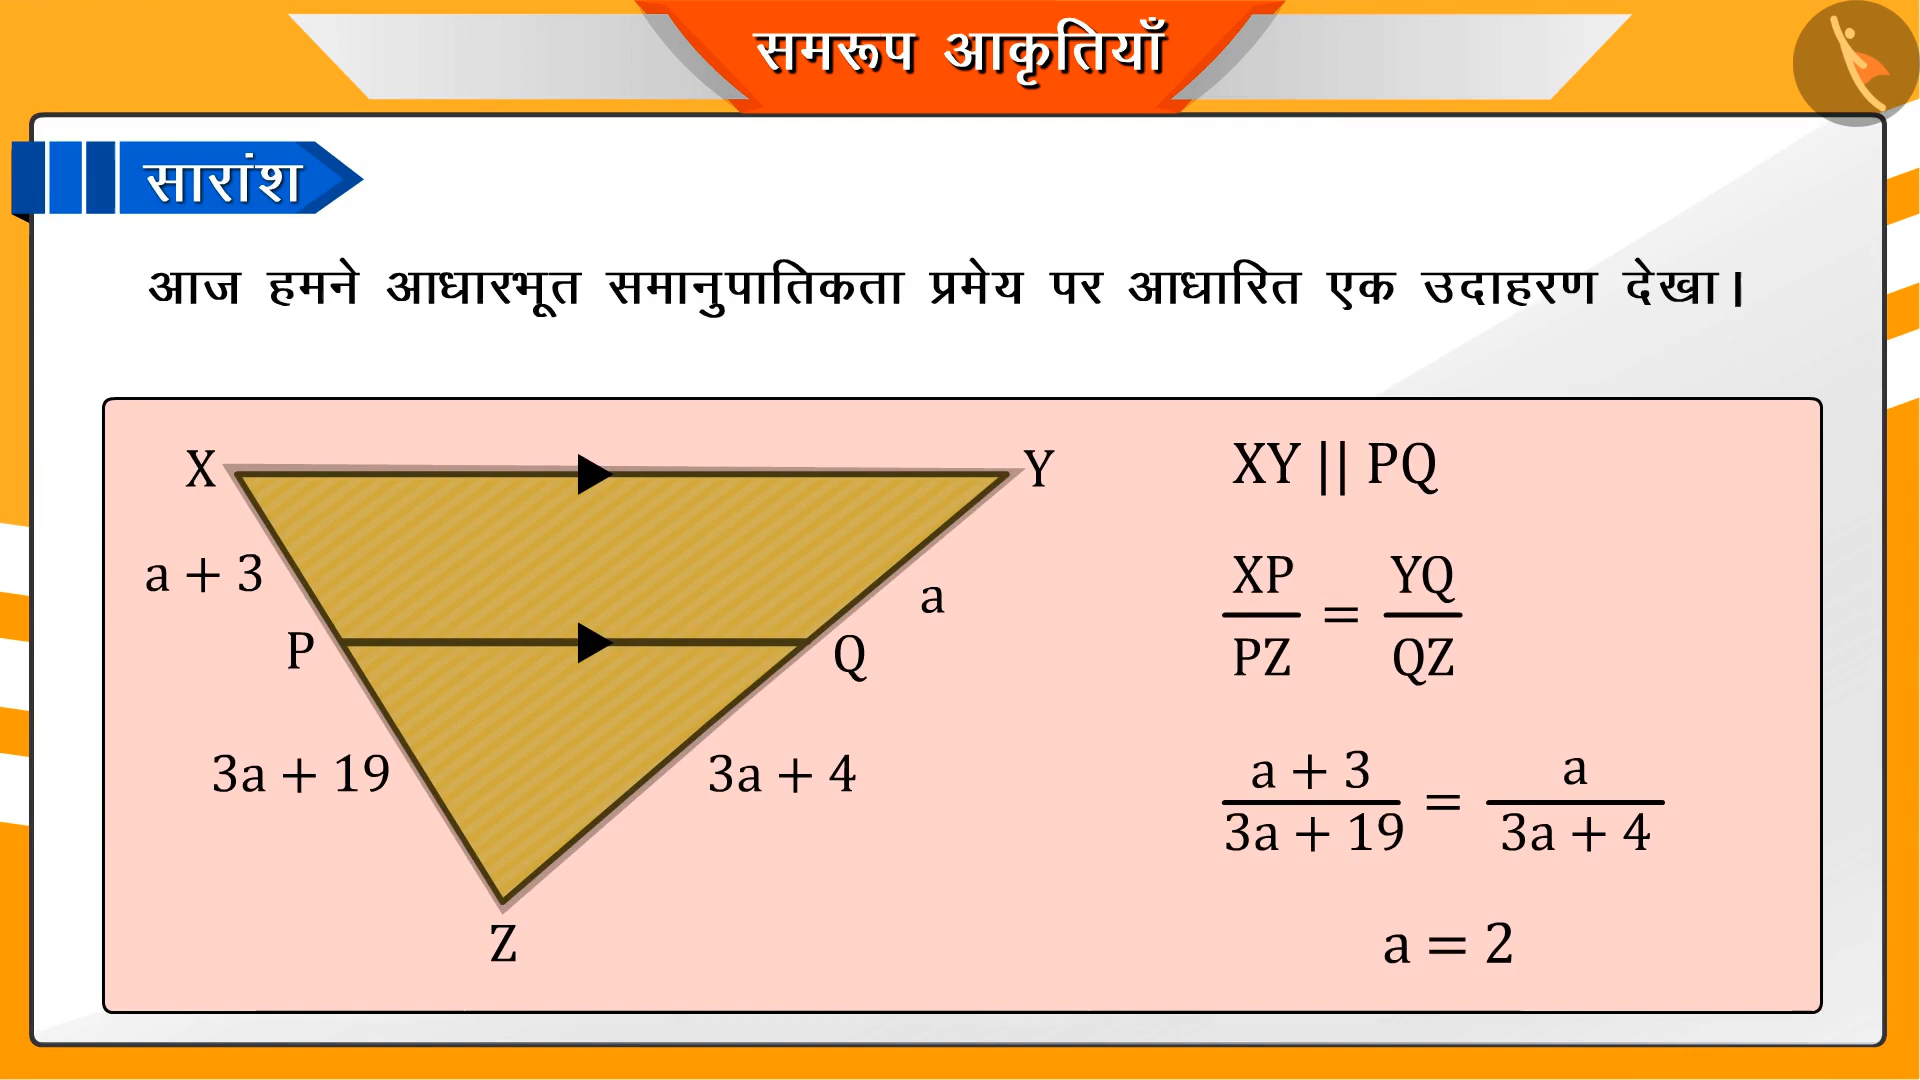 समरूप आकृतियाँ
सारांश
आज हमने आधारभूत समानुपातिकता प्रमेय पर आधारित एक उदाहरण देखा।
X
Y
a + 3
a
P
Q
3a + 19
3a + 4
Z
XY || PQ
XP/PZ = YQ/QZ
a + 3/3a + 19 = a/3a + 4
a = 2